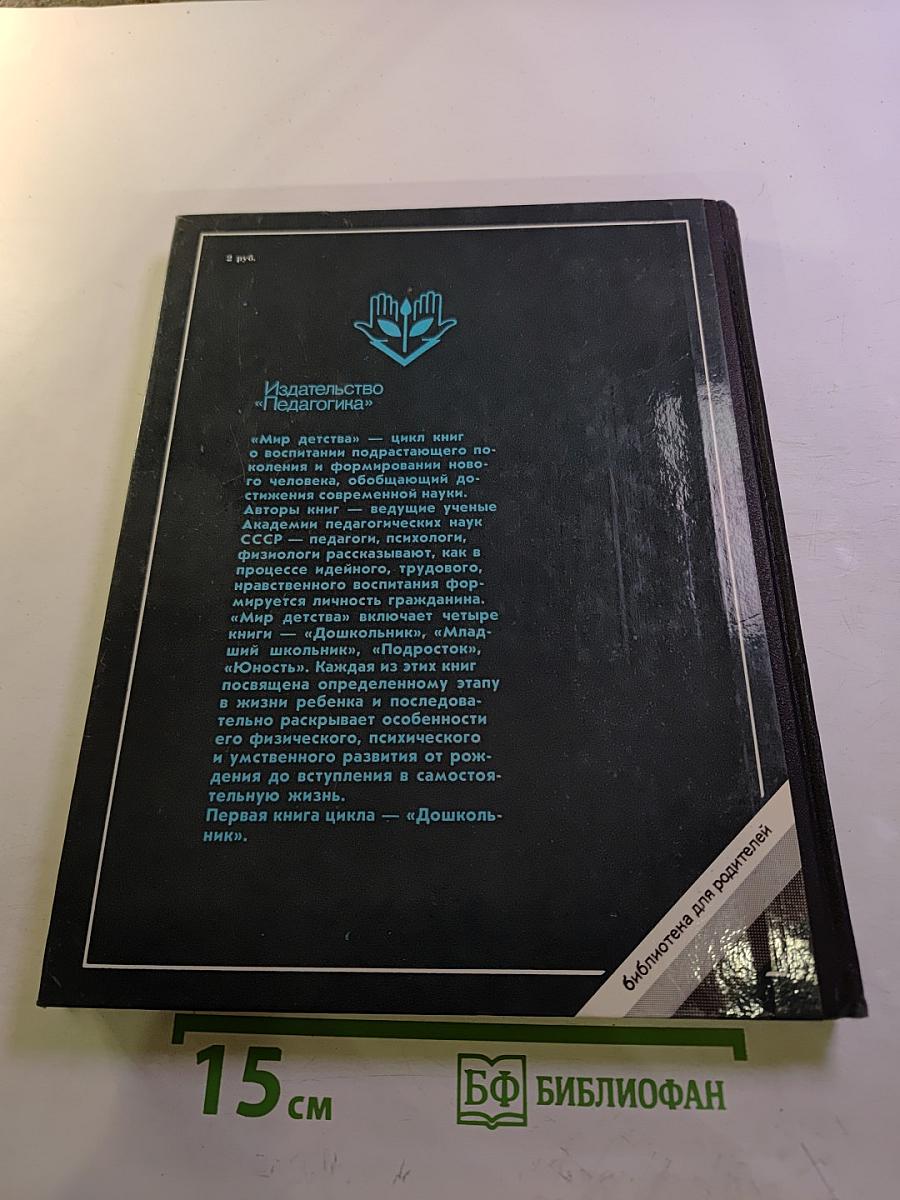 2 руб.
Издательство
«Педагогика»
«Мир детства» — цикл книг
о воспитании подрастающего по-
коления и формировании ново-
го человека, обобщающий до-
стижения современной науки.
Авторы книг — ведущие ученые
Академии педагогических наук
СССР — педагоги, психологи,
физиологи рассказывают, как в
процессе идейного, трудового,
нравственного воспитания фор-
мируется личность гражданина.
«Мир детства» включает четыре
книги — «Дошкольник», «Млад-
ший школьник», «Подросток»,
«Юность». Каждая из этих книг
посвящена определенному этапу
в жизни ребенка и последова-
тельно раскрывает особенности
его физического, психического
и умственного развития от рож-
дения до вступления в самостоя-
тельную жизнь.
Первая книга цикла — «Дошколь-
ник».
библиотека для родителей
15 см
БФ БИБЛИОФАН